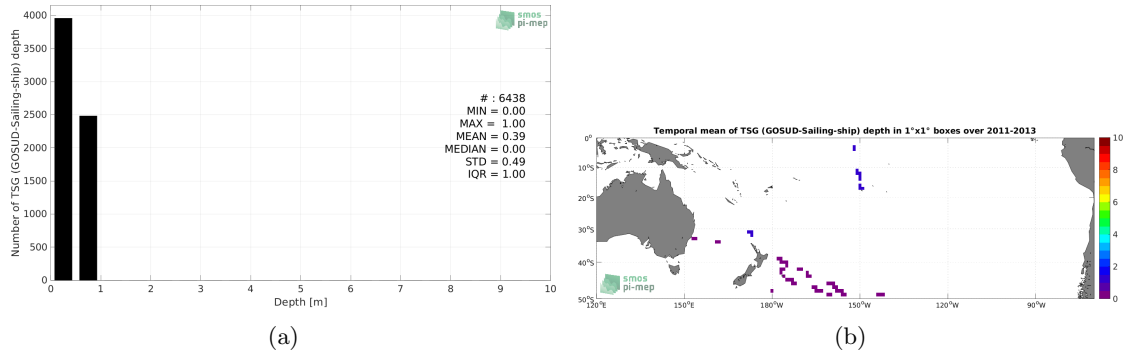 Number of TSG (GOSUD-Sailing-ship) depth
4000
3500
3000
2500
2000
1500
1000
500
0
0 1 2 3 4 5 6 7 8 9 10
Depth [m]
smos
pi-mep
# : 6438
MIN = 0.00
MAX = 1.00
MEAN = 0.39
MEDIAN = 0.00
STD = 0.49
IQR = 1.00
(a)
Temporal mean of TSG (GOSUD-Sailing-ship) depth in 1°x1° boxes over 2011-2013
0°
10°S
20°S
30°S
40°S
50°S
120°E 150°E 180°W 150°W 120°W 90°W
smos
pi-mep
10
8
6
4
2
0
(b)